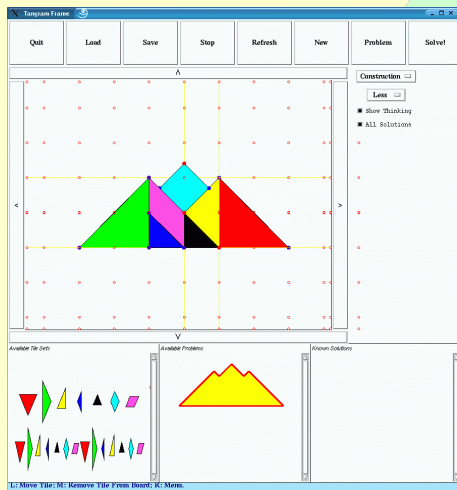 Tangram Frame
Quit Load Save Stop Refresh New Problem Solve!
Construction
Less
Show Thinking
All Solutions
Available Tile Sets Available Problems Known Solutions
L: Move Tile; M: Remove Tile From Board; R: Menu.